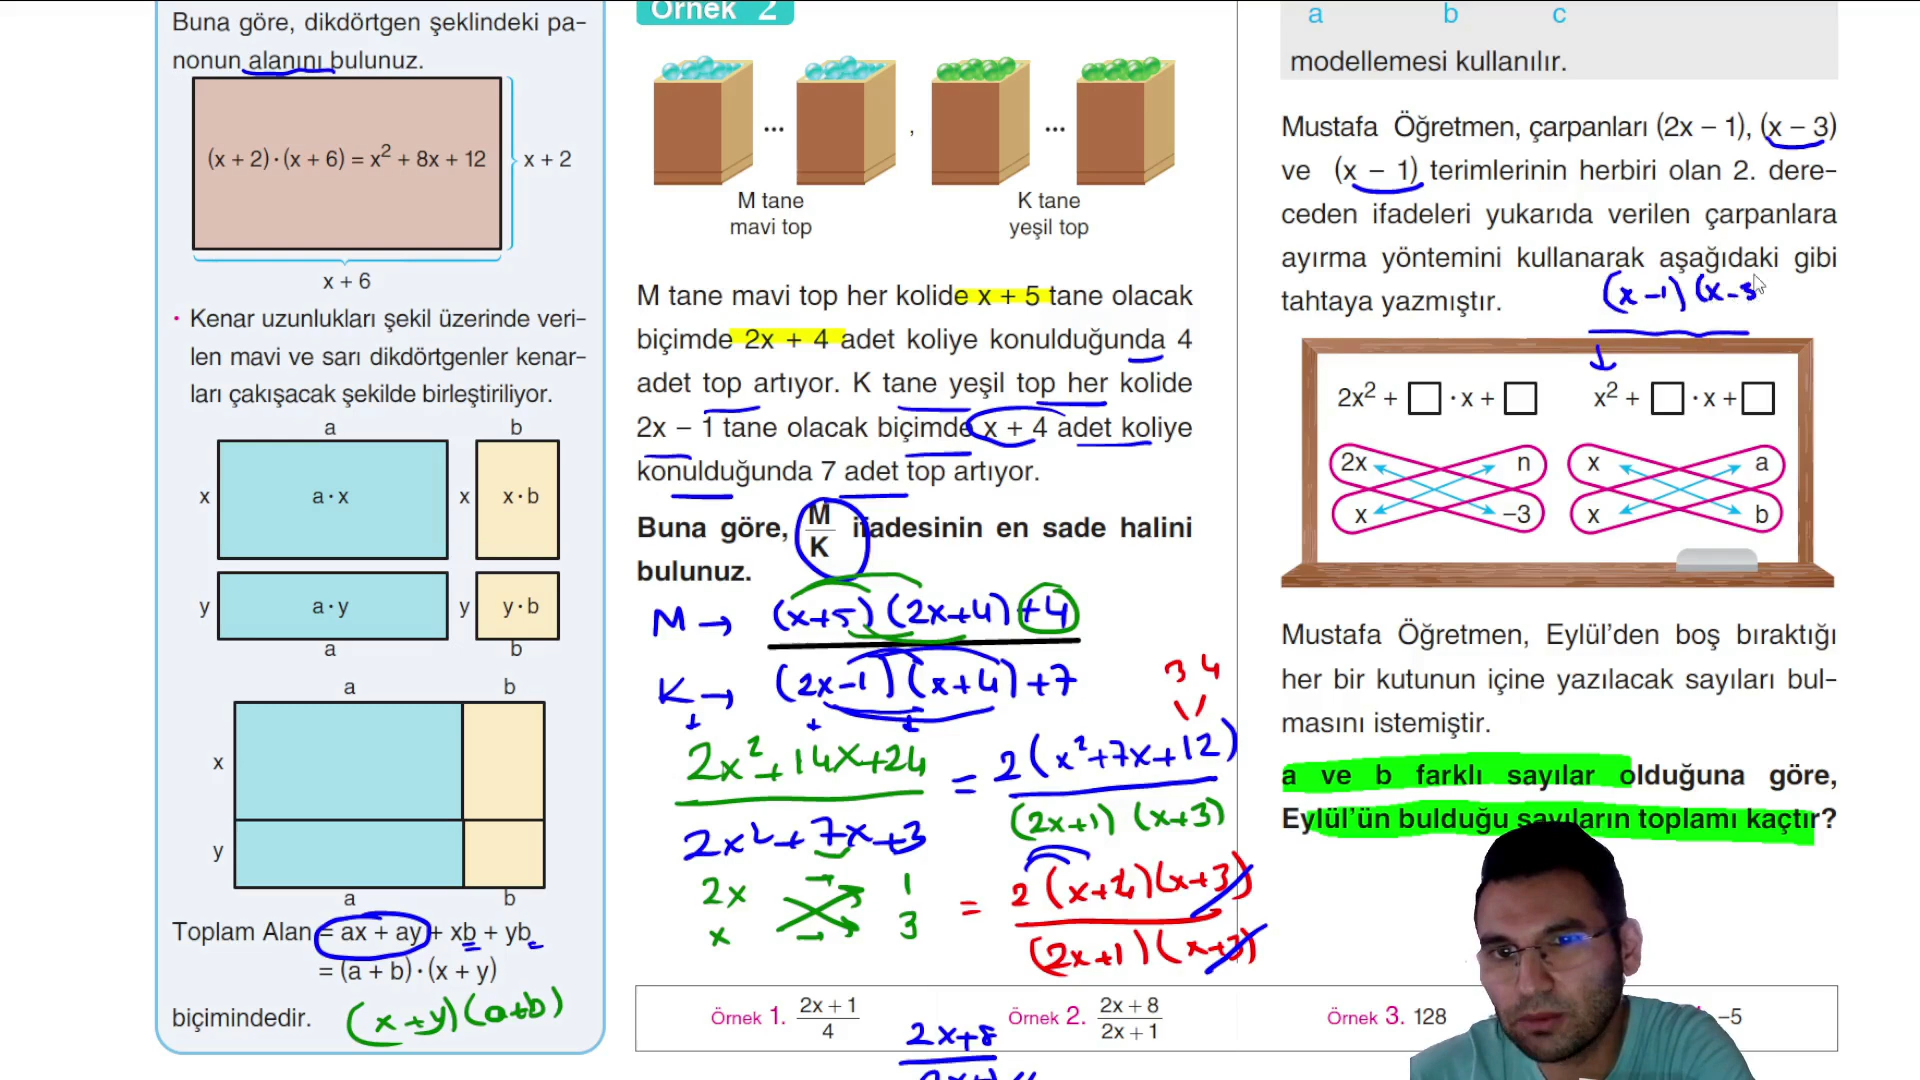 Buna göre, dikdörtgen şeklindeki pa-
nonun alanını bulunuz.
(x + 2)·(x + 6) = x² + 8x + 12
x + 2
x + 6
• Kenar uzunlukları şekil üzerinde veri-
len mavi ve sarı dikdörtgenler kenar-
ları çakışacak şekilde birleştiriliyor.
a b
x a·x x x·b
y a·y y y·b
a b
a b
x
y
a b
Toplam Alan = ax + ay + xb + yb
= (a + b)·(x + y)
biçimindedir. (x+y)(a+b)
Örnek 2
... , ...
M tane
mavi top
K tane
yeşil top
M tane mavi top her kolide x + 5 tane olacak
biçimde 2x + 4 adet koliye konulduğunda 4
adet top artıyor. K tane yeşil top her kolide
2x – 1 tane olacak biçimde x + 4 adet koliye
konulduğunda 7 adet top artıyor.
Buna göre, M/K ifadesinin en sade halini
bulunuz.
M → (x+5)(2x+4)+4
K → (2x-1)(x+4)+7
3 4
2x²+14x+24 = 2(x²+7x+12)
2x²+7x+3 (2x+1)(x+3)
2x 1
x 3
= 2(x+4)(x+3)
(2x+1)(x+3)
Örnek 1. (2x + 1)/4 Örnek 2. (2x + 8)/(2x + 1) Örnek 3. 128 –5
2x+8
a b c
modellemesi kullanılır.
Mustafa Öğretmen, çarpanları (2x – 1), (x – 3)
ve (x – 1) terimlerinin herbiri olan 2. dere-
ceden ifadeleri yukarıda verilen çarpanlara
ayırma yöntemini kullanarak aşağıdaki gibi
tahtaya yazmıştır. (x-1)(x-3
2x² + □ · x + □ x² + □ · x + □
2x n x a
x –3 x b
Mustafa Öğretmen, Eylül'den boş bıraktığı
her bir kutunun içine yazılacak sayıları bul-
masını istemiştir.
a ve b farklı sayılar olduğuna göre,
Eylül'ün bulduğu sayıların toplamı kaçtır?